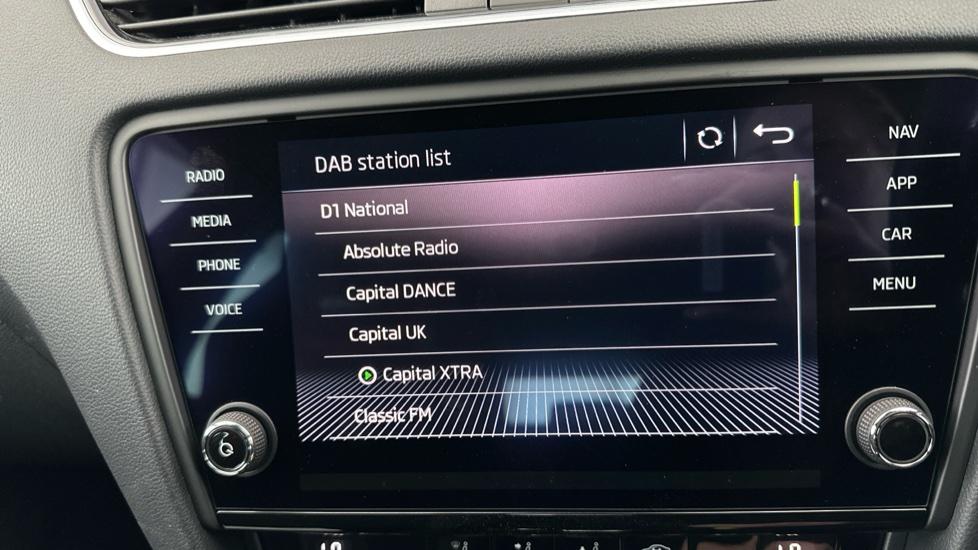 DAB station list
RADIO
MEDIA
PHONE
VOICE
D1 National
Absolute Radio
Capital DANCE
Capital UK
Capital XTRA
Classic FM
NAV
APP
CAR
MENU